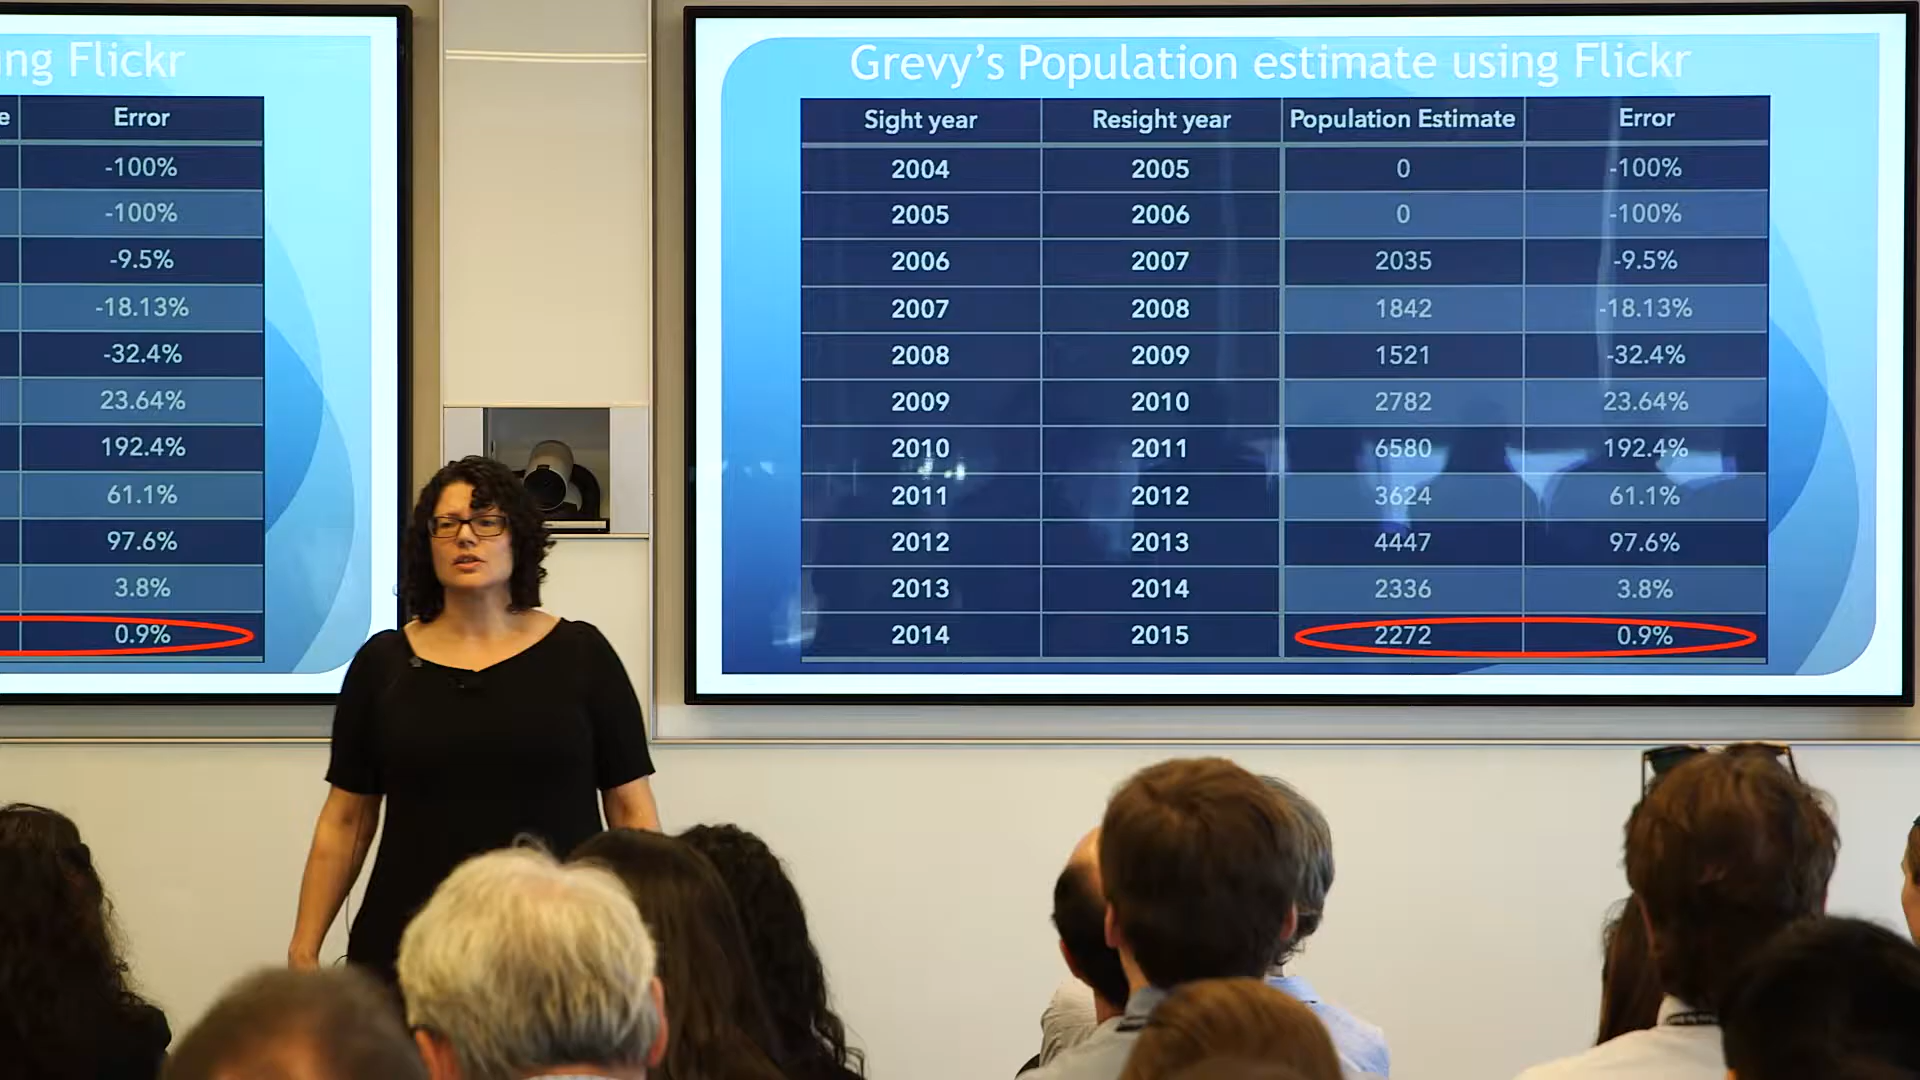 ng Flickr
Error
-100%
-100%
-9.5%
-18.13%
-32.4%
23.64%
192.4%
61.1%
97.6%
3.8%
0.9%
Grevy's Population estimate using Flickr
Sight year Resight year Population Estimate Error
2004 2005 0 -100%
2005 2006 0 -100%
2006 2007 2035 -9.5%
2007 2008 1842 -18.13%
2008 2009 1521 -32.4%
2009 2010 2782 23.64%
2010 2011 6580 192.4%
2011 2012 3624 61.1%
2012 2013 4447 97.6%
2013 2014 2336 3.8%
2014 2015 2272 0.9%